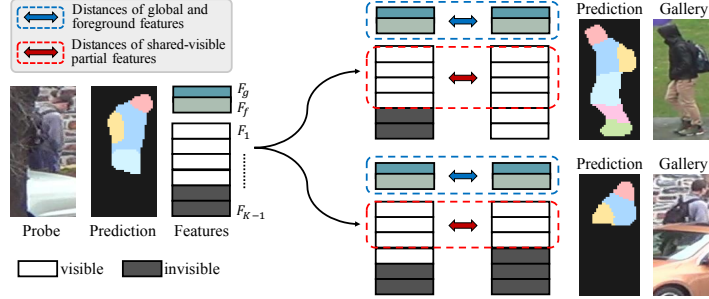 Distances of global and
foreground features
Distances of shared-visible
partial features
Prediction Gallery
F_g
F_f
F_1
F_{K-1}
Probe Prediction Features
visible invisible
Prediction Gallery